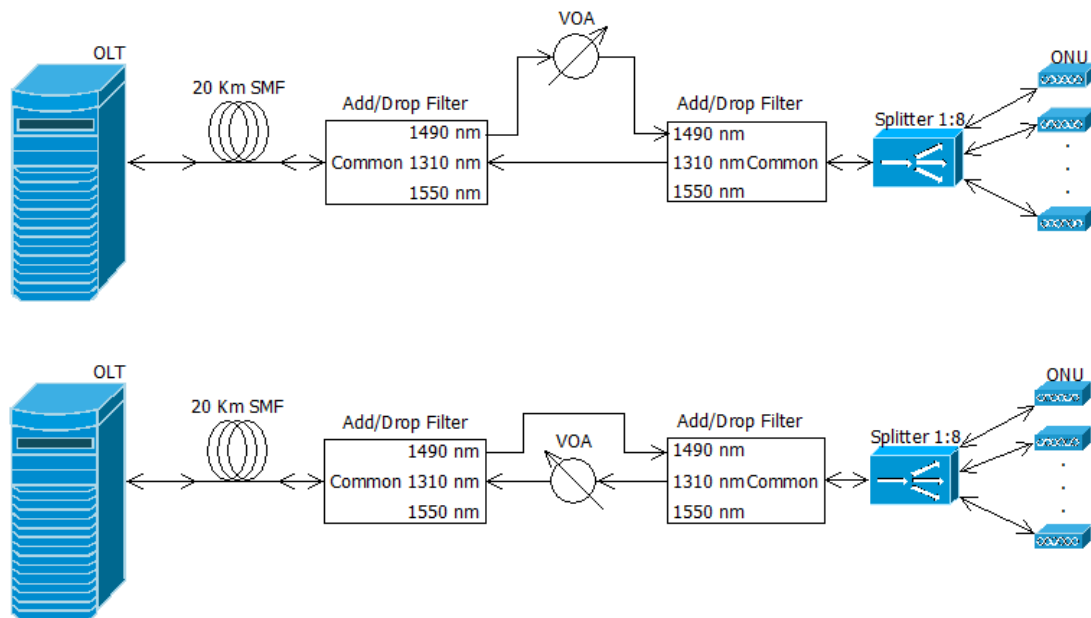 VOA
OLT
ONU
20 Km SMF
Add/Drop Filter
Add/Drop Filter
Splitter 1:8
1490 nm
1490 nm
Common 1310 nm
1310 nm Common
1550 nm
1550 nm
OLT
ONU
20 Km SMF
Add/Drop Filter
Add/Drop Filter
VOA
Splitter 1:8
1490 nm
1490 nm
Common 1310 nm
1310 nm Common
1550 nm
1550 nm